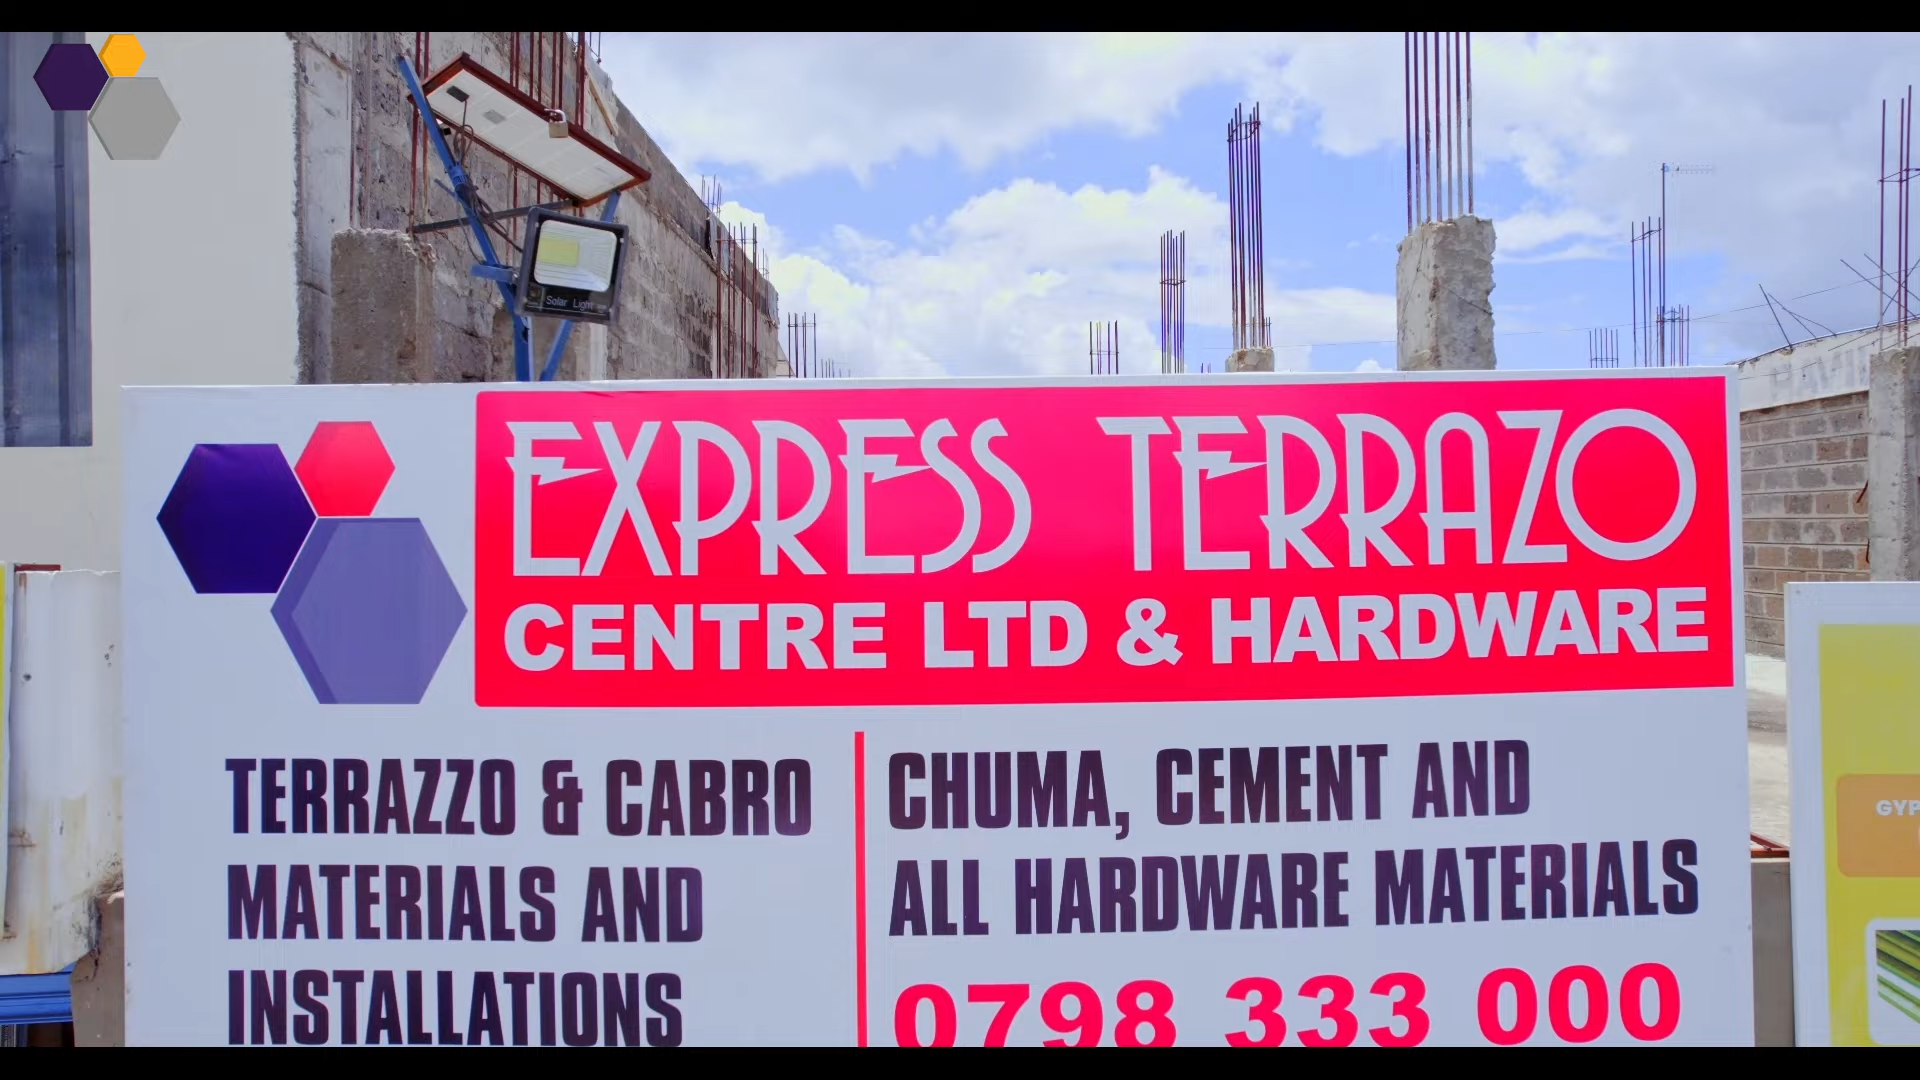 Solar Light
EXPRESS TERRAZO
CENTRE LTD & HARDWARE
TERRAZZO & CABRO
MATERIALS AND
INSTALLATIONS
CHUMA, CEMENT AND
ALL HARDWARE MATERIALS
0798 333 000
GYP